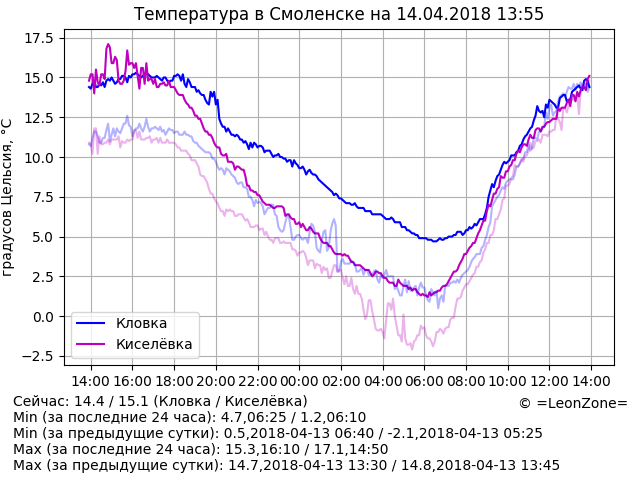 Температура в Смоленске на 14.04.2018 13:55
градусов Цельсия, °C
17.5
15.0
12.5
10.0
7.5
5.0
2.5
0.0
−2.5
Кловка
Киселёвка
14:00 16:00 18:00 20:00 22:00 00:00 02:00 04:00 06:00 08:00 10:00 12:00 14:00
Сейчас: 14.4 / 15.1 (Кловка / Киселёвка)
© =LeonZone=
Min (за последние 24 часа): 4.7,06:25 / 1.2,06:10
Min (за предыдущие сутки): 0.5,2018-04-13 06:40 / -2.1,2018-04-13 05:25
Max (за последние 24 часа): 15.3,16:10 / 17.1,14:50
Max (за предыдущие сутки): 14.7,2018-04-13 13:30 / 14.8,2018-04-13 13:45